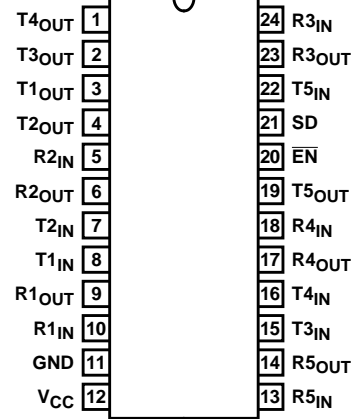 T4OUT 1 24 R3IN
T3OUT 2 23 R3OUT
T1OUT 3 22 T5IN
T2OUT 4 21 SD
R2IN 5 20 E̅N̅
R2OUT 6 19 T5OUT
T2IN 7 18 R4IN
T1IN 8 17 R4OUT
R1OUT 9 16 T4IN
R1IN 10 15 T3IN
GND 11 14 R5OUT
VCC 12 13 R5IN